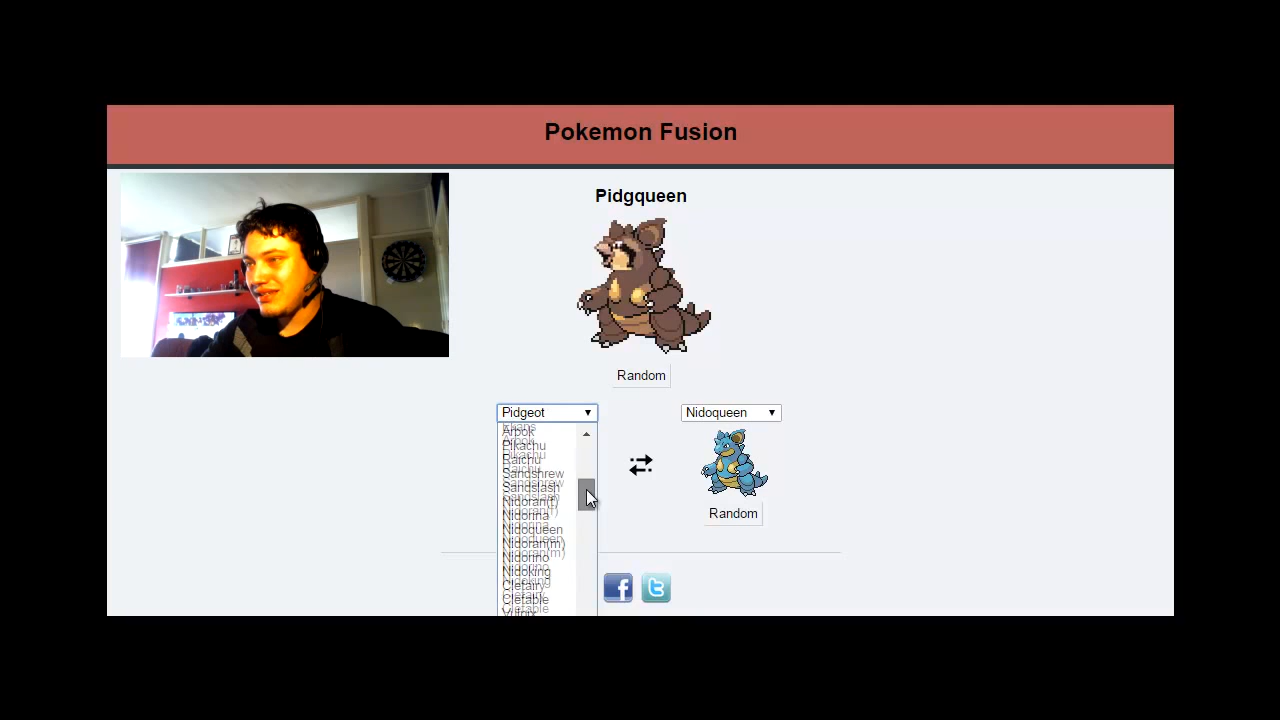 Pokemon Fusion
Pidgqueen
Random
Pidgeot
Nidoqueen
Arbok
Pikachu
Raichu
Sandshrew
Sandslash
Nidoran(f)
Nidorina
Nidoqueen
Nidoran(m)
Nidorino
Nidoking
Clefairy
Clefable
Vulpix
Random